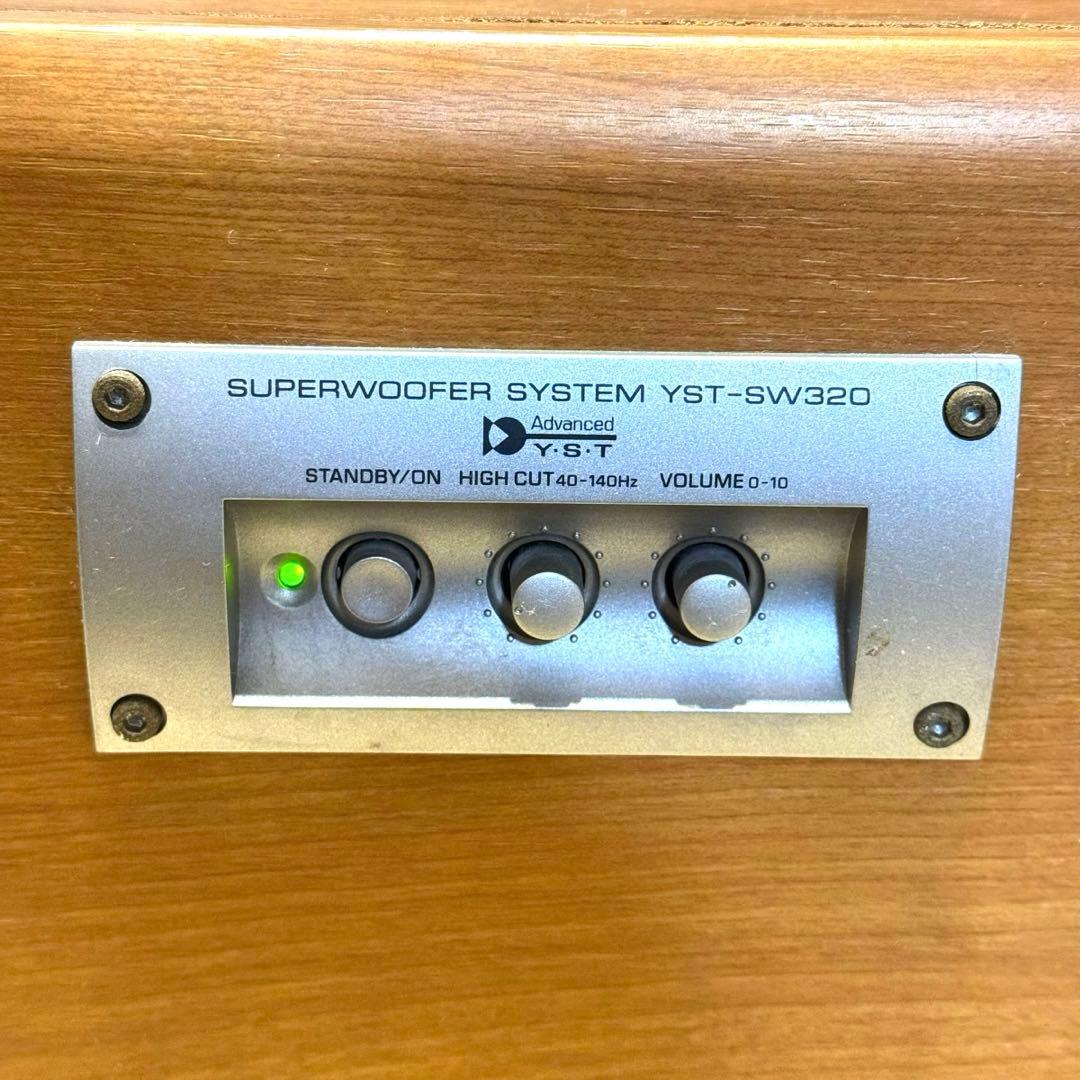 SUPERWOOFER SYSTEM YST-SW320
Advanced
Y·S·T
STANDBY/ON HIGH CUT 40-140Hz VOLUME 0-10